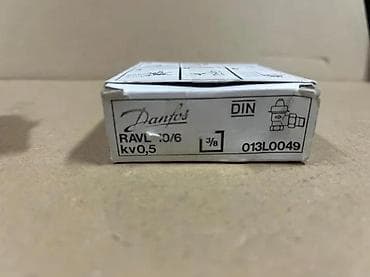 Danfoss
DIN
RAVL 10/6
kv0,5
3/8
013L0049